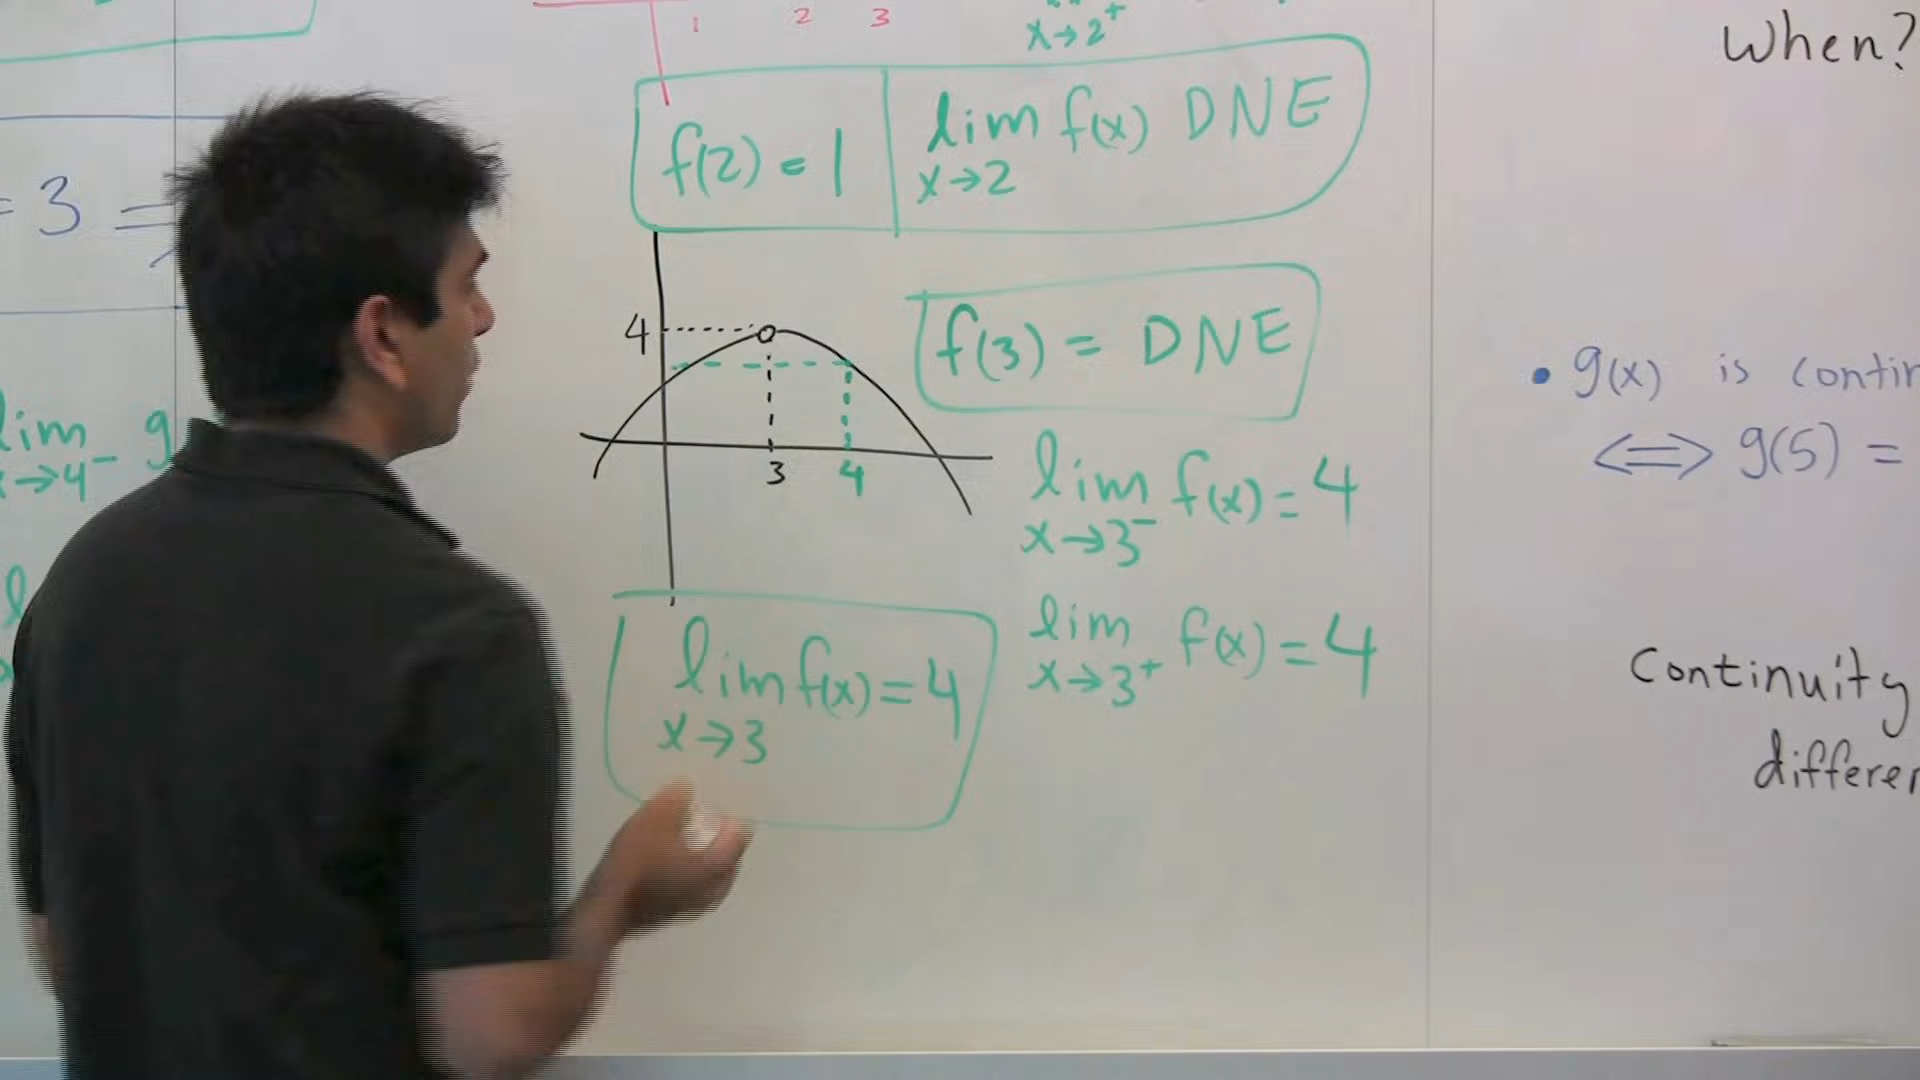 1 2 3
x→2⁺
f(2) = 1
lim f(x) DNE
x→2
= 3 =
4
3 4
f(3) = DNE
lim f(x) = 4
x→3⁻
lim f(x) = 4
x→3⁺
lim f(x) = 4
x→3
lim g
x→4⁻
When?
• g(x) is contin
⟺ g(5) =
Continuity
differen